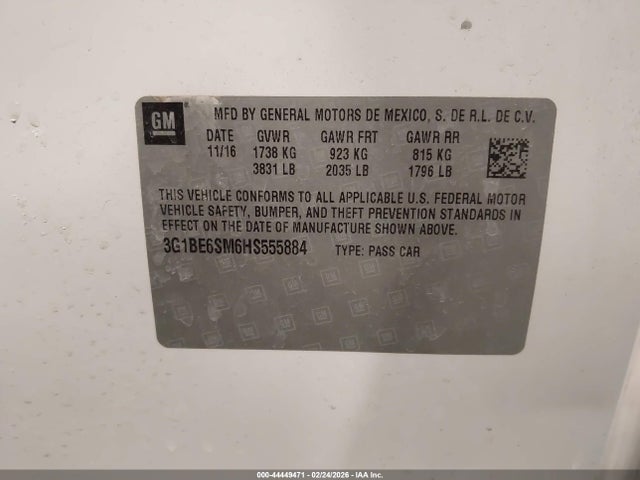 GM
MFD BY GENERAL MOTORS DE MEXICO, S. DE R.L. DE C.V.
DATE GVWR GAWR FRT GAWR RR
11/16 1738 KG 923 KG 815 KG
3831 LB 2035 LB 1796 LB
THIS VEHICLE CONFORMS TO ALL APPLICABLE U.S. FEDERAL MOTOR
VEHICLE SAFETY, BUMPER, AND THEFT PREVENTION STANDARDS IN
EFFECT ON THE DATE OF MANUFACTURE SHOWN ABOVE.
3G1BE6SM6HS555884 TYPE: PASS CAR
000-44449471 - 02/24/2026 - IAA Inc.